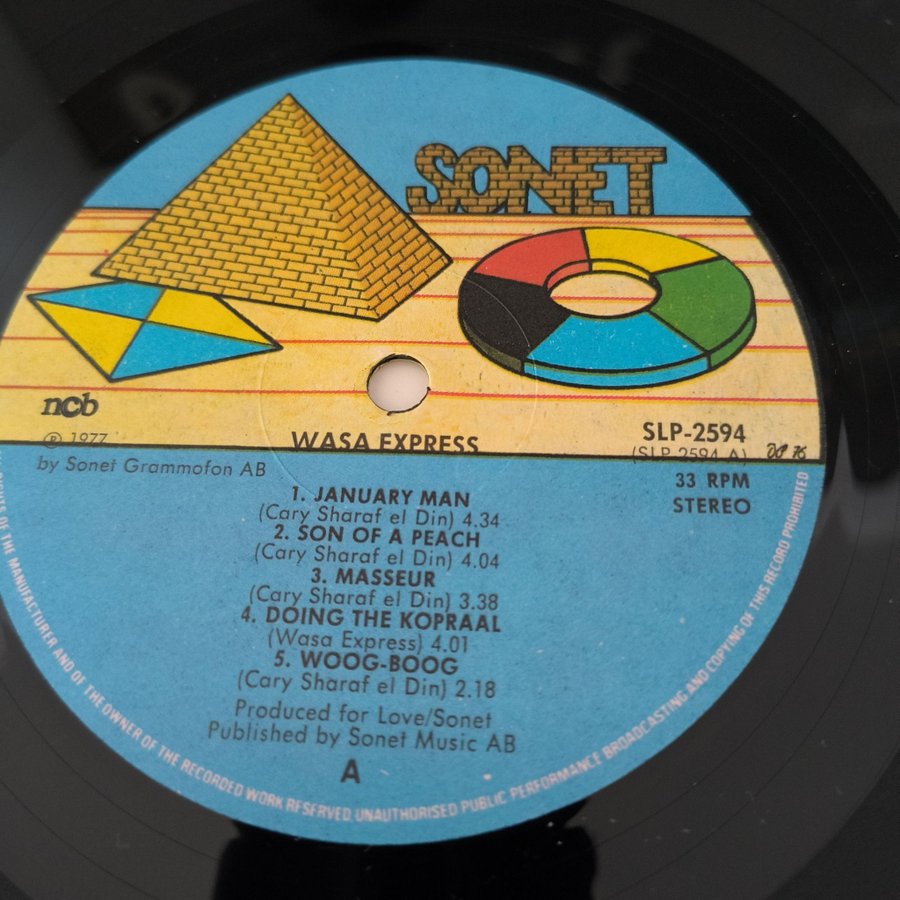 SONET
ncb
℗ 1977
by Sonet Grammofon AB
WASA EXPRESS
SLP-2594
(SLP 2594 A)
33 RPM
STEREO
1. JANUARY MAN
(Cary Sharaf el Din) 4.34
2. SON OF A PEACH
(Cary Sharaf el Din) 4.04
3. MASSEUR
(Cary Sharaf el Din) 3.38
4. DOING THE KOPRAAL
(Wasa Express) 4.01
5. WOOG-BOOG
(Cary Sharaf el Din) 2.18
Produced for Love/Sonet
Published by Sonet Music AB
A
RIGHTS OF THE MANUFACTURER AND OF THE OWNER OF THE RECORDED WORK RESERVED UNAUTHORISED PUBLIC PERFORMANCE BROADCASTING AND COPYING OF THIS RECORD PROHIBITED